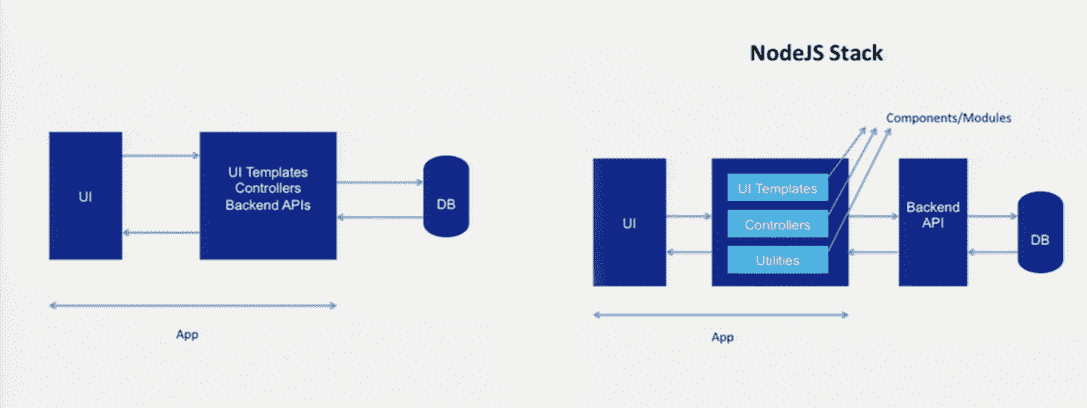 UI
UI Templates
Controllers
Backend APIs
DB
App
NodeJS Stack
Components/Modules
UI
UI Templates
Controllers
Utilities
Backend
API
DB
App